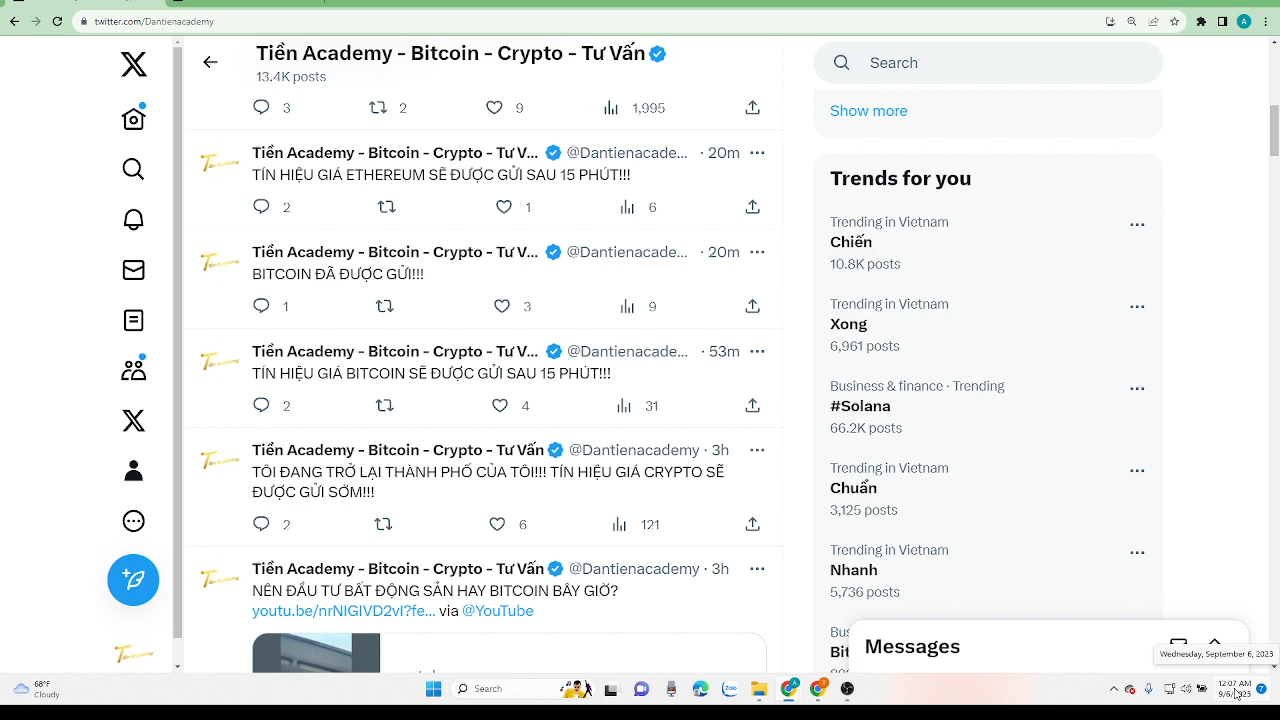 twitter.com/Dantienacademy
Tiền Academy - Bitcoin - Crypto - Tư Vấn
13.4K posts
3 2 9 1,995
Tiền Academy - Bitcoin - Crypto - Tư V... @Dantienacade... · 20m
TÍN HIỆU GIÁ ETHEREUM SẼ ĐƯỢC GỬI SAU 15 PHÚT!!!
2 1 6
Tiền Academy - Bitcoin - Crypto - Tư V... @Dantienacade... · 20m
BITCOIN ĐÃ ĐƯỢC GỬI!!!
1 3 9
Tiền Academy - Bitcoin - Crypto - Tư V... @Dantienacade... · 53m
TÍN HIỆU GIÁ BITCOIN SẼ ĐƯỢC GỬI SAU 15 PHÚT!!!
2 4 31
Tiền Academy - Bitcoin - Crypto - Tư Vấn @Dantienacademy · 3h
TÔI ĐANG TRỞ LẠI THÀNH PHỐ CỦA TÔI!!! TÍN HIỆU GIÁ CRYPTO SẼ
ĐƯỢC GỬI SỚM!!!
2 6 121
Tiền Academy - Bitcoin - Crypto - Tư Vấn @Dantienacademy · 3h
NÊN ĐẦU TƯ BẤT ĐỘNG SẢN HAY BITCOIN BÂY GIỜ?
youtu.be/nrNIGIVD2vI?fe... via @YouTube
Search
Show more
Trends for you
Trending in Vietnam
Chiến
10.8K posts
Trending in Vietnam
Xong
6,961 posts
Business & finance · Trending
#Solana
66.2K posts
Trending in Vietnam
Chuẩn
3,125 posts
Trending in Vietnam
Nhanh
5,736 posts
Messages
Wednesday, September 6, 2023
68°F
Cloudy
Search
Zalo
12:07 AM